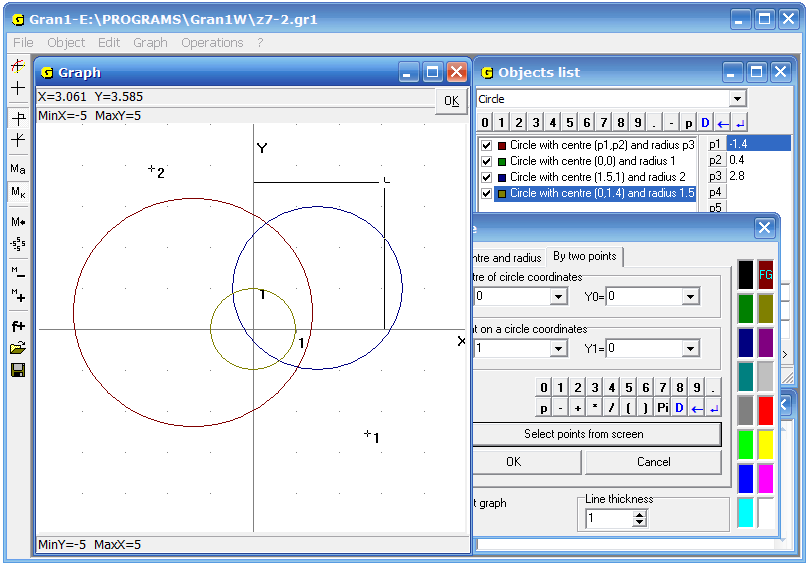 Gran1-E:\PROGRAMS\Gran1W\z7-2.gr1
File Object Edit Graph Operations ?
Graph
X=3.061 Y=3.585
OK
MinX=-5 MaxY=5
Y
2
1
1
X
1
MinY=-5 MaxX=5
Ma
Mк
M
M
M
f+
Objects list
Circle
0 1 2 3 4 5 6 7 8 9 . - p D
Circle with centre (p1,p2) and radius p3
Circle with centre (0,0) and radius 1
Circle with centre (1.5,1) and radius 2
Circle with centre (0,1.4) and radius 1.5
p1 -1.4
p2 0.4
p3 2.8
p4
p5
e
ntre and radius By two points
tre of circle coordinates
0 Y0= 0
nt on a circle coordinates
1 Y1= 0
0 1 2 3 4 5 6 7 8 9 .
p - + * / ( ) Pi D
Select points from screen
OK Cancel
t graph
Line thickness
1
FG